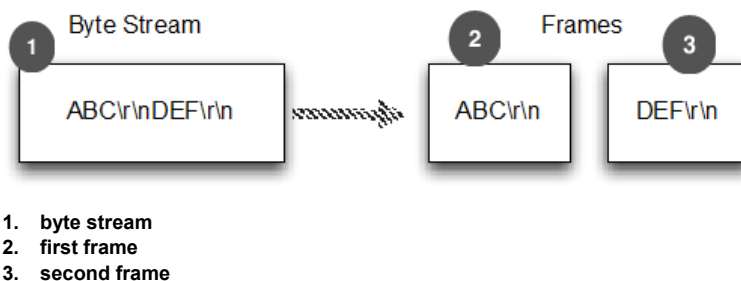 Byte Stream
Frames
1
2
3
ABC\r\nDEF\r\n
ABC\r\n
DEF\r\n
1. byte stream
2. first frame
3. second frame